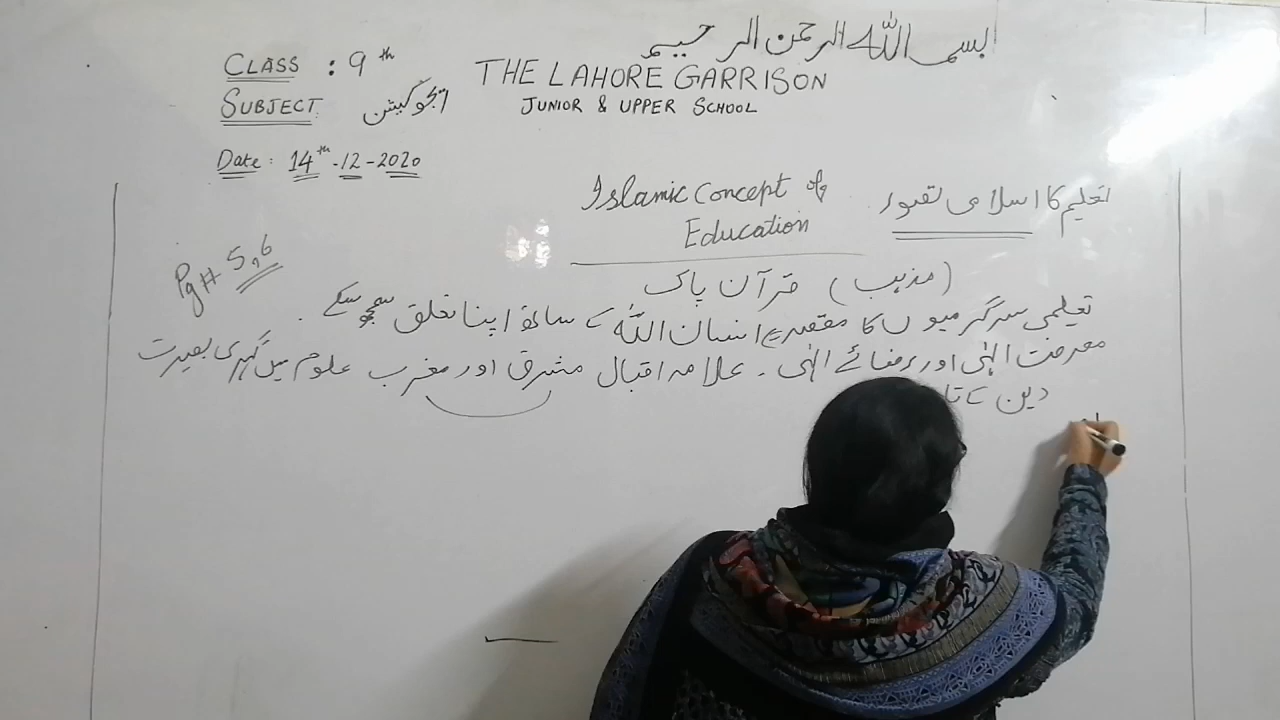 بسم اللہ الرحمن الرحیم
CLASS : 9th
THE LAHORE GARRISON
SUBJECT: ایجوکیشن
JUNIOR & UPPER SCHOOL
Date: 14th-12-2020
Islamic Concept of
Education
تعلیم کا اسلامی تصور
Pg# 5,6
(مذہب) قرآن پاک
تعلیمی سرگرمیوں کا مقصد ہے انسان اللہ کے ساتھ اپنا تعلق سمجھ سکے .
معرفت الٰہی اور رضائے الٰہی ۔ علامہ اقبال مشرق اور مغرب علوم میں گہری بصیرت
دین کے تا